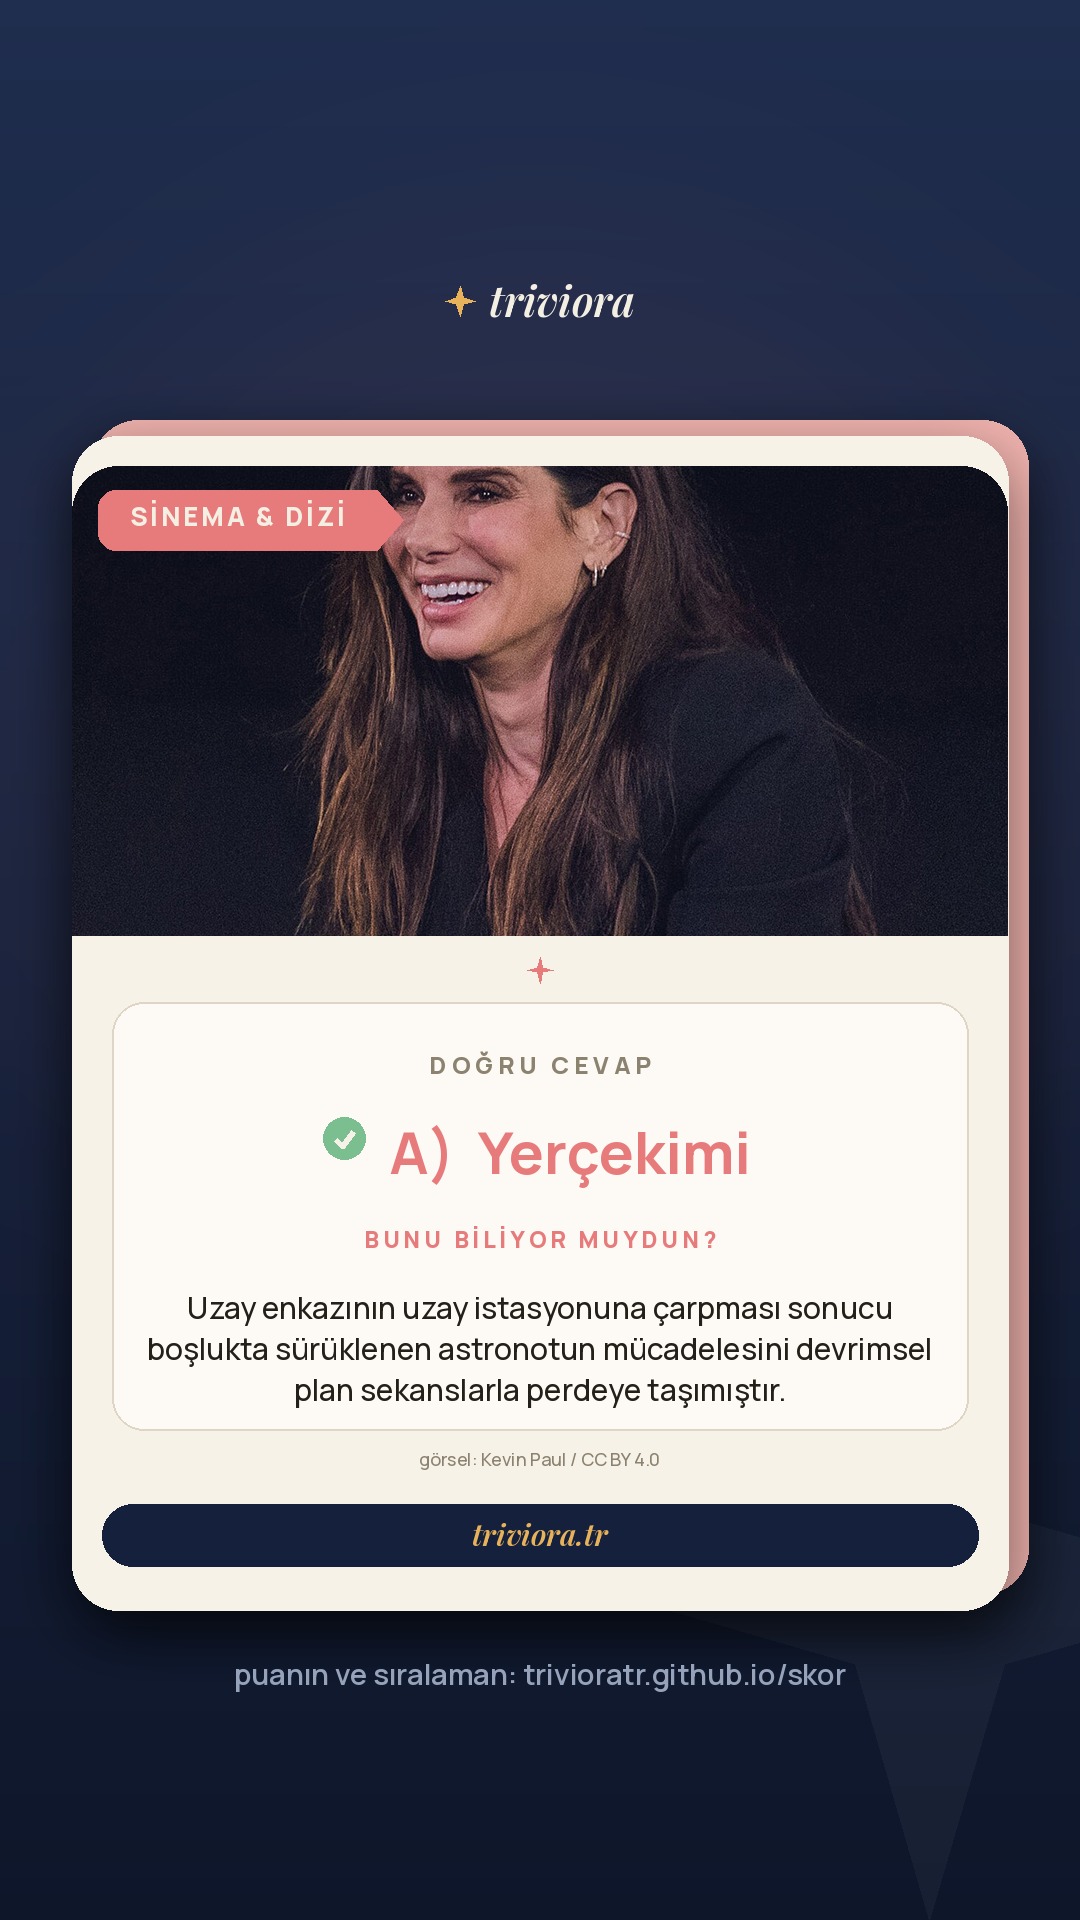 triviora
SİNEMA & DİZİ
DOĞRU CEVAP
A) Yerçekimi
BUNU BİLİYOR MUYDUN?
Uzay enkazının uzay istasyonuna çarpması sonucu
boşlukta sürüklenen astronotun mücadelesini devrimsel
plan sekanslarla perdeye taşımıştır.
görsel: Kevin Paul / CC BY 4.0
triviora.tr
puanın ve sıralaman: trivioratr.github.io/skor